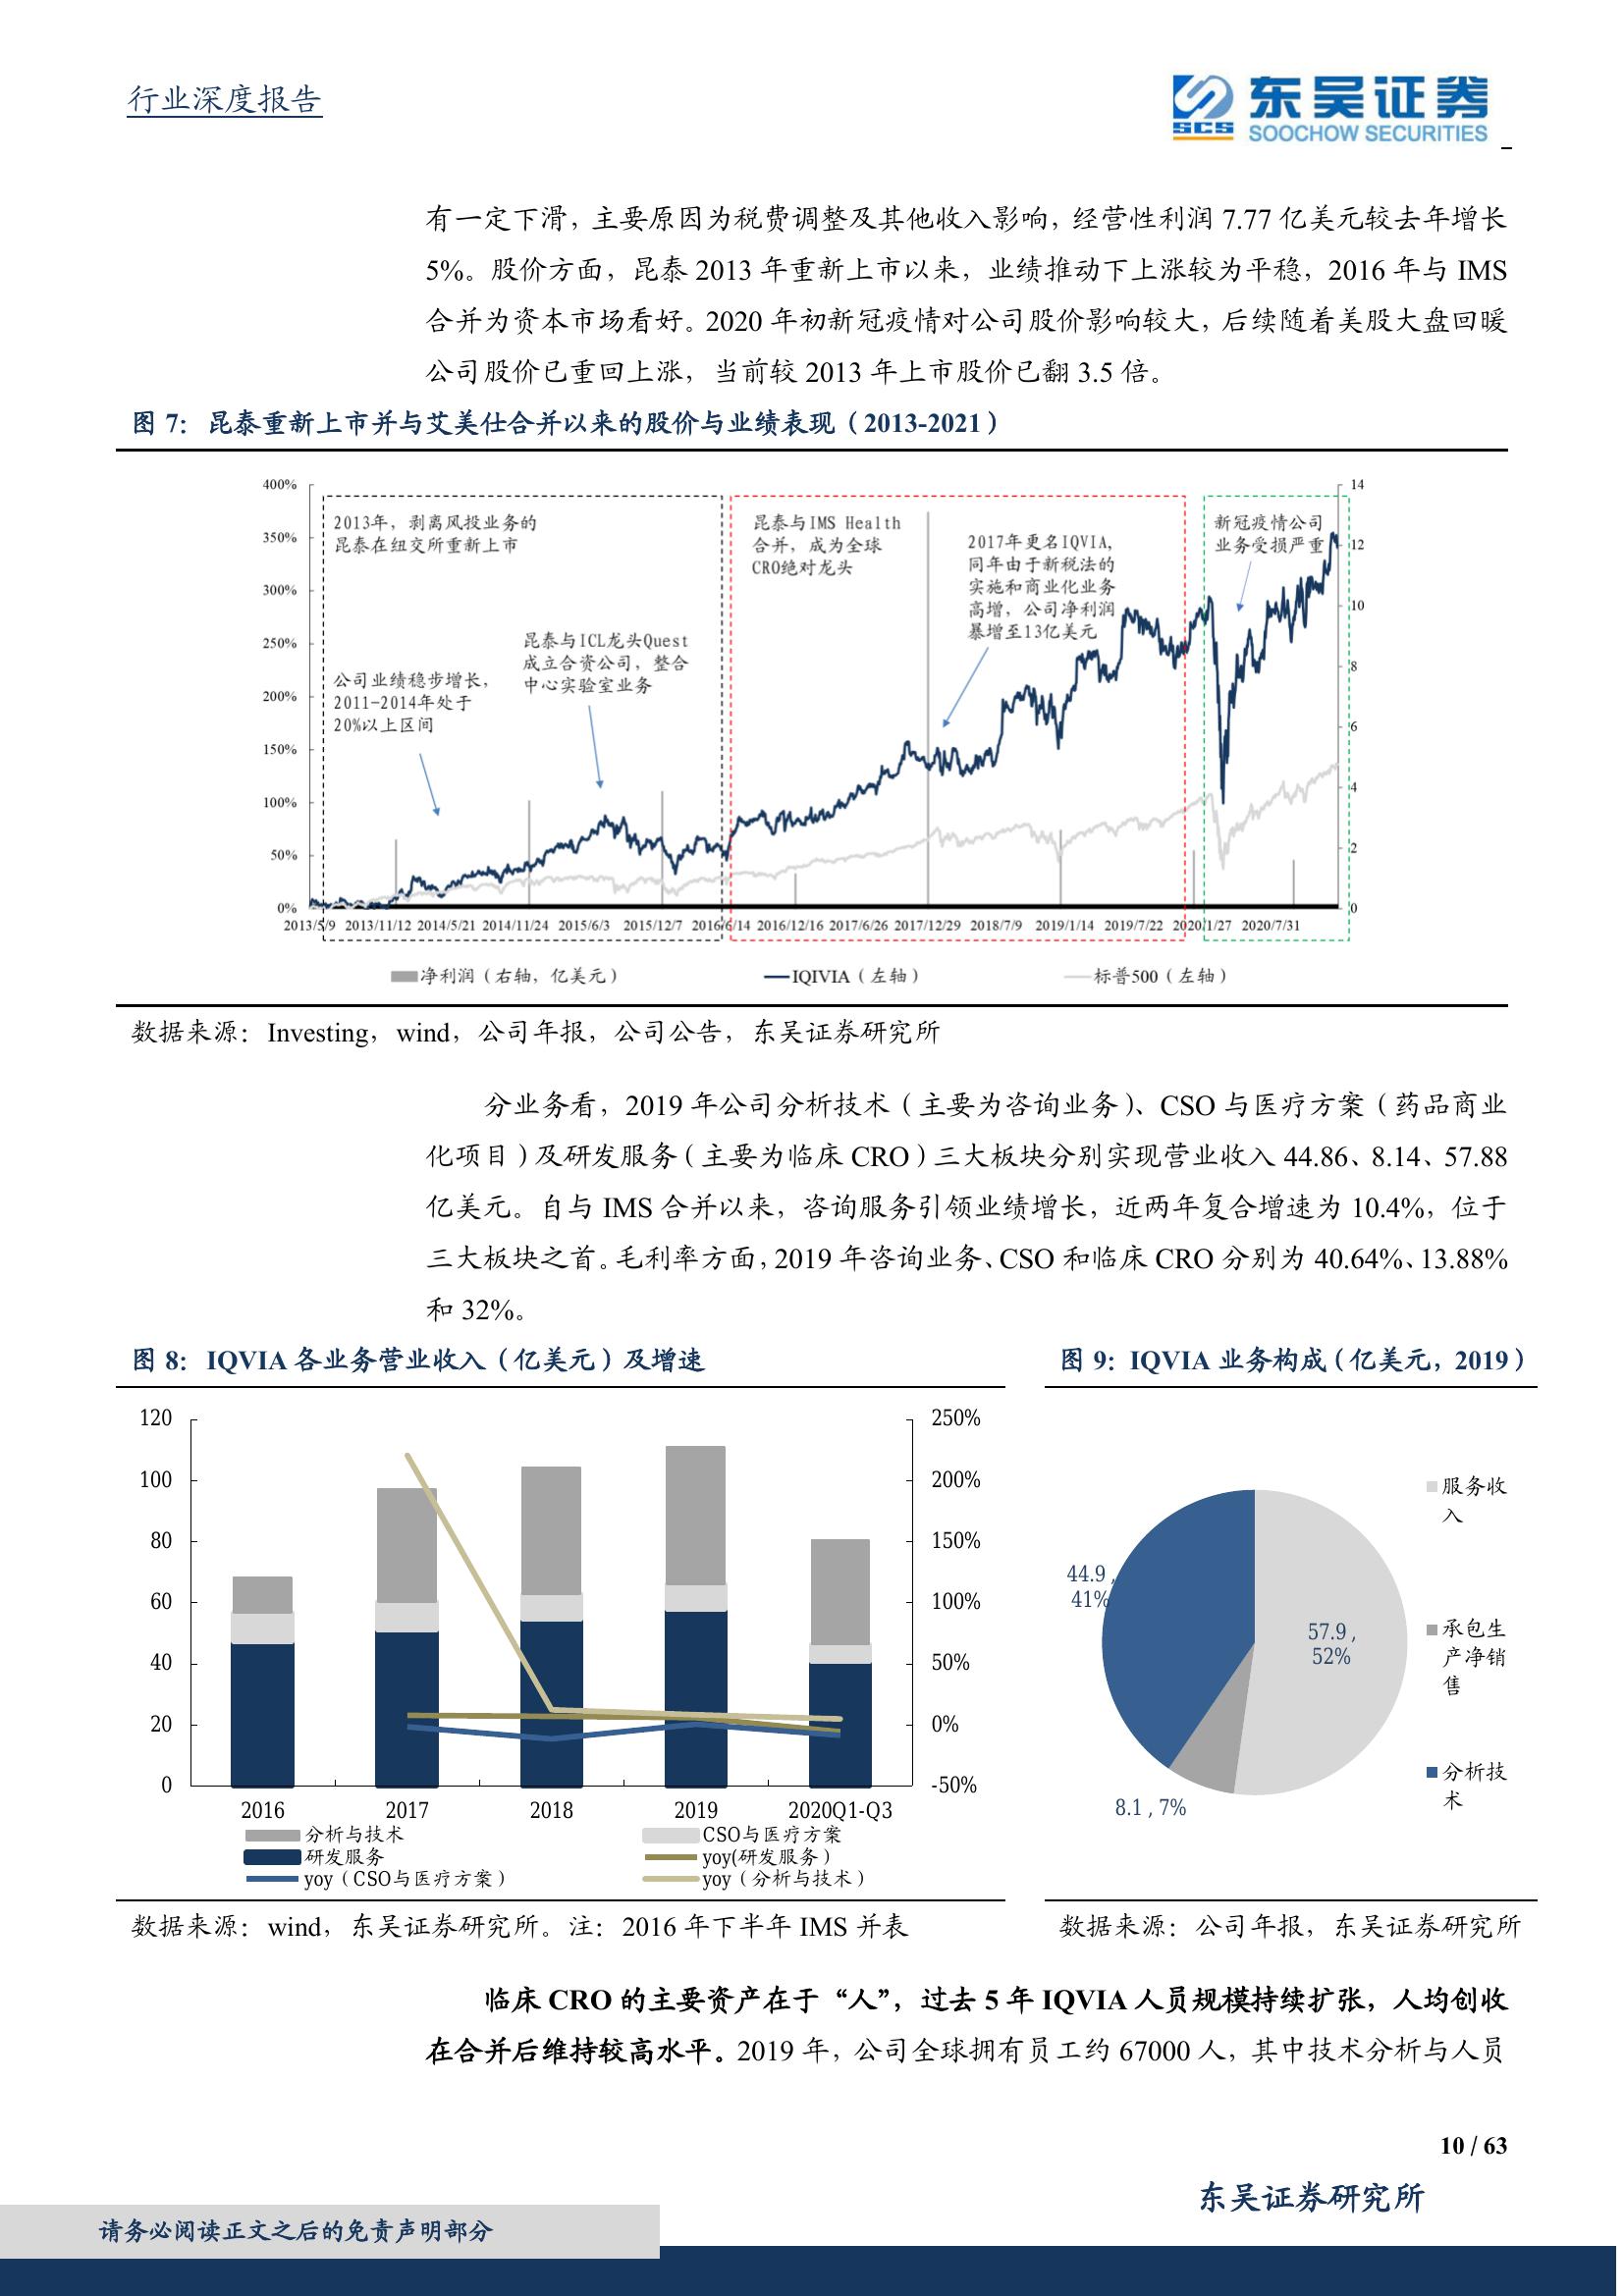 行业深度报告
东吴证券
SCS
SOOCHOW SECURITIES
有一定下滑，主要原因为税费调整及其他收入影响，经营性利润 7.77 亿美元较去年增长
5%。股价方面，昆泰 2013 年重新上市以来，业绩推动下上涨较为平稳，2016 年与 IMS
合并为资本市场看好。2020 年初新冠疫情对公司股价影响较大，后续随着美股大盘回暖
公司股价已重回上涨，当前较 2013 年上市股价已翻 3.5 倍。
图 7：昆泰重新上市并与艾美仕合并以来的股价与业绩表现（2013-2021）
400%
350%
300%
250%
200%
150%
100%
50%
0%
14
12
10
8
6
4
2
0
2013年，剥离风投业务的
昆泰在纽交所重新上市
公司业绩稳步增长，
2011-2014年处于
20%以上区间
昆泰与ICL龙头Quest
成立合资公司，整合
中心实验室业务
昆泰与IMS Health
合并，成为全球
CRO绝对龙头
2017年更名IQVIA，
同年由于新税法的
实施和商业化业务
高增，公司净利润
暴增至13亿美元
新冠疫情公司
业务受损严重
2013/5/9 2013/11/12 2014/5/21 2014/11/24 2015/6/3 2015/12/7 2016/6/14 2016/12/16 2017/6/26 2017/12/29 2018/7/9 2019/1/14 2019/7/22 2020/1/27 2020/7/31
净利润（右轴，亿美元） IQIVIA（左轴） 标普500（左轴）
数据来源：Investing，wind，公司年报，公司公告，东吴证券研究所
分业务看，2019 年公司分析技术（主要为咨询业务）、CSO 与医疗方案（药品商业
化项目）及研发服务（主要为临床 CRO）三大板块分别实现营业收入 44.86、8.14、57.88
亿美元。自与 IMS 合并以来，咨询服务引领业绩增长，近两年复合增速为 10.4%，位于
三大板块之首。毛利率方面，2019 年咨询业务、CSO 和临床 CRO 分别为 40.64%、13.88%
和 32%。
图 8：IQVIA 各业务营业收入（亿美元）及增速
120
100
80
60
40
20
0
250%
200%
150%
100%
50%
0%
-50%
2016 2017 2018 2019 2020Q1-Q3
分析与技术 CSO与医疗方案
研发服务 yoy(研发服务）
yoy（CSO与医疗方案） yoy（分析与技术）
数据来源：wind，东吴证券研究所。注：2016 年下半年 IMS 并表
图 9：IQVIA 业务构成（亿美元，2019）
44.9 ,
41%
57.9 ,
52%
8.1 , 7%
服务收
入
承包生
产净销
售
分析技
术
数据来源：公司年报，东吴证券研究所
临床 CRO 的主要资产在于“人”，过去 5 年 IQVIA 人员规模持续扩张，人均创收
在合并后维持较高水平。2019 年，公司全球拥有员工约 67000 人，其中技术分析与人员
10 / 63
东吴证券研究所
请务必阅读正文之后的免责声明部分